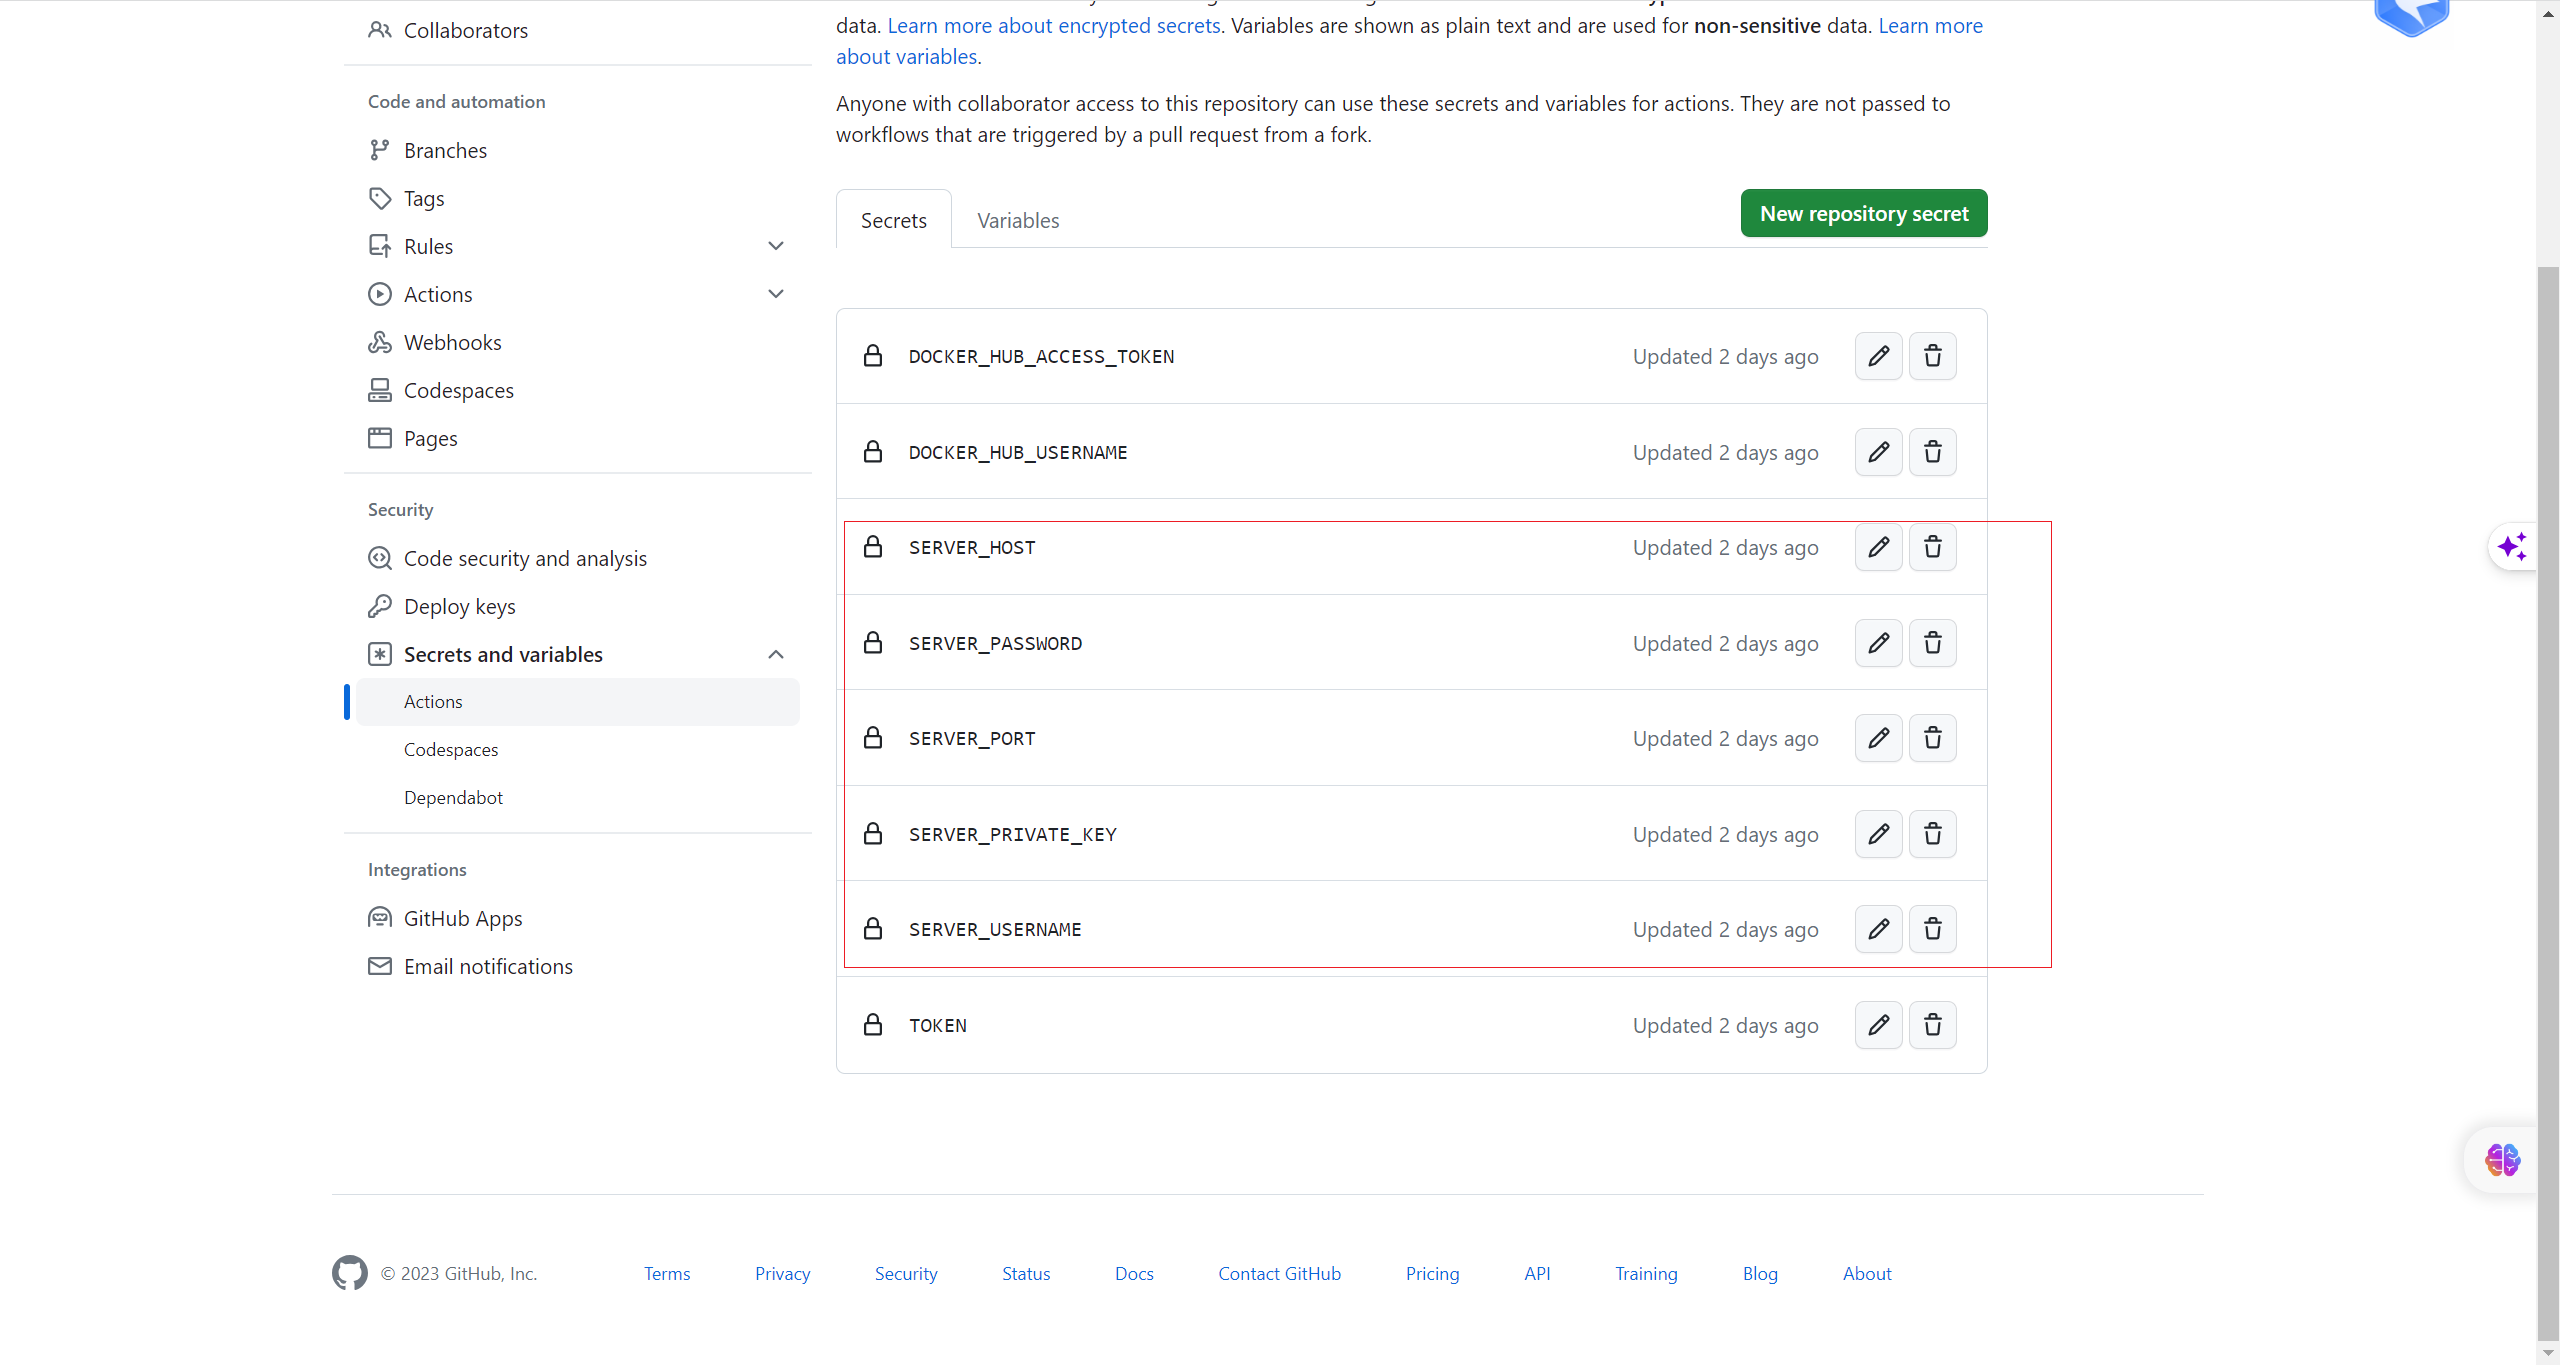 Collaborators
Code and automation
Branches
Tags
Rules
Actions
Webhooks
Codespaces
Pages
Security
Code security and analysis
Deploy keys
Secrets and variables
Actions
Codespaces
Dependabot
Integrations
GitHub Apps
Email notifications
data. Learn more about encrypted secrets. Variables are shown as plain text and are used for non-sensitive data. Learn more
about variables.
Anyone with collaborator access to this repository can use these secrets and variables for actions. They are not passed to
workflows that are triggered by a pull request from a fork.
Secrets Variables New repository secret
DOCKER_HUB_ACCESS_TOKEN Updated 2 days ago
DOCKER_HUB_USERNAME Updated 2 days ago
SERVER_HOST Updated 2 days ago
SERVER_PASSWORD Updated 2 days ago
SERVER_PORT Updated 2 days ago
SERVER_PRIVATE_KEY Updated 2 days ago
SERVER_USERNAME Updated 2 days ago
TOKEN Updated 2 days ago
© 2023 GitHub, Inc. Terms Privacy Security Status Docs Contact GitHub Pricing API Training Blog About